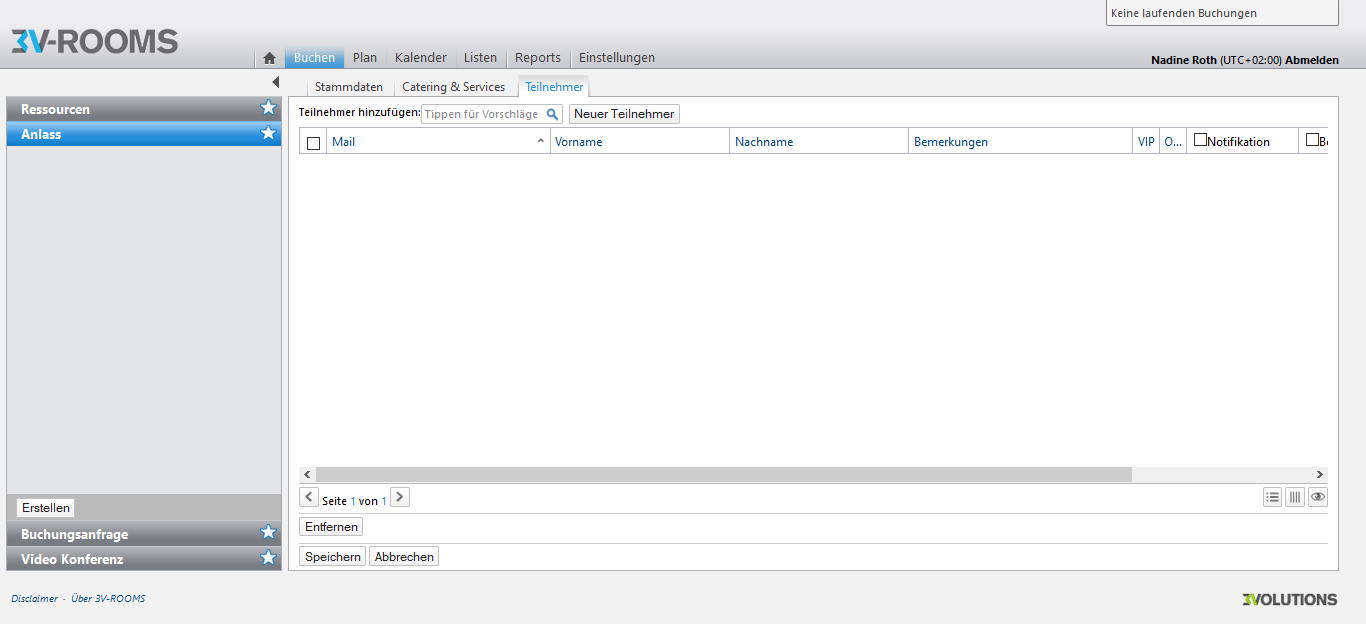 Keine laufenden Buchungen
3V-ROOMS
Buchen Plan Kalender Listen Reports Einstellungen
Nadine Roth (UTC+02:00) Abmelden
Stammdaten Catering & Services Teilnehmer
Ressourcen
Anlass
Teilnehmer hinzufügen: Tippen für Vorschläge Neuer Teilnehmer
Mail Vorname Nachname Bemerkungen VIP O... Notifikation
Seite 1 von 1
Erstellen
Entfernen
Buchungsanfrage
Video Konferenz
Speichern Abbrechen
Disclaimer - Über 3V-ROOMS
3VOLUTIONS